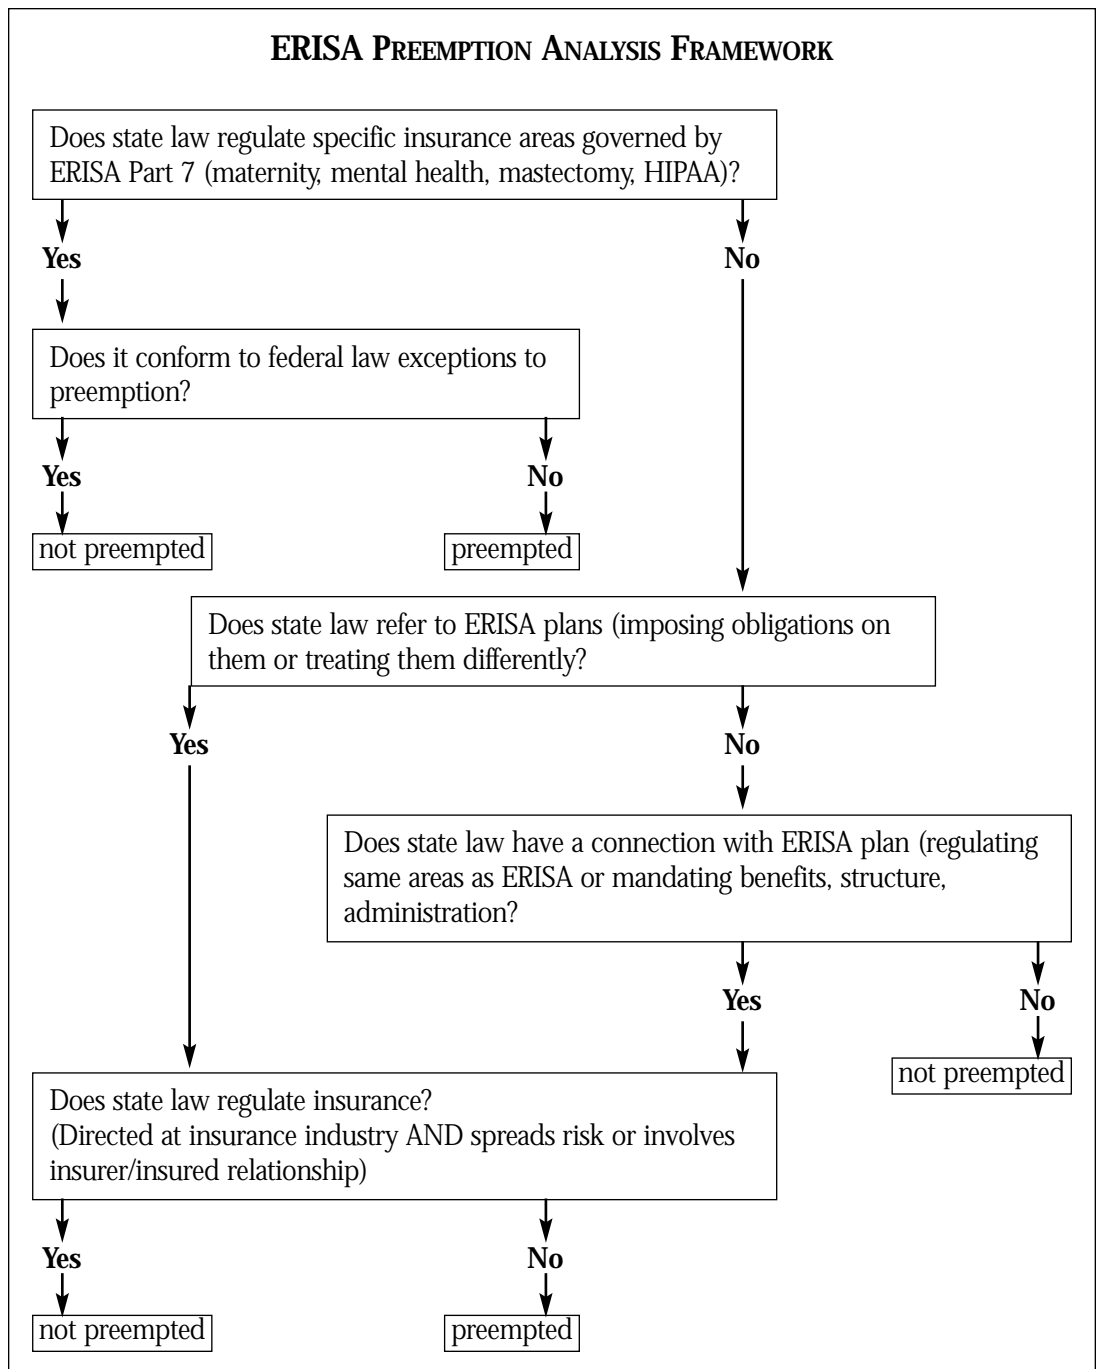 ERISA PREEMPTION ANALYSIS FRAMEWORK
Does state law regulate specific insurance areas governed by
ERISA Part 7 (maternity, mental health, mastectomy, HIPAA)?
Yes
No
Does it conform to federal law exceptions to
preemption?
Yes
No
not preempted
preempted
Does state law refer to ERISA plans (imposing obligations on
them or treating them differently?
Yes
No
Does state law have a connection with ERISA plan (regulating
same areas as ERISA or mandating benefits, structure,
administration?
Yes
No
not preempted
Does state law regulate insurance?
(Directed at insurance industry AND spreads risk or involves
insurer/insured relationship)
Yes
No
not preempted
preempted